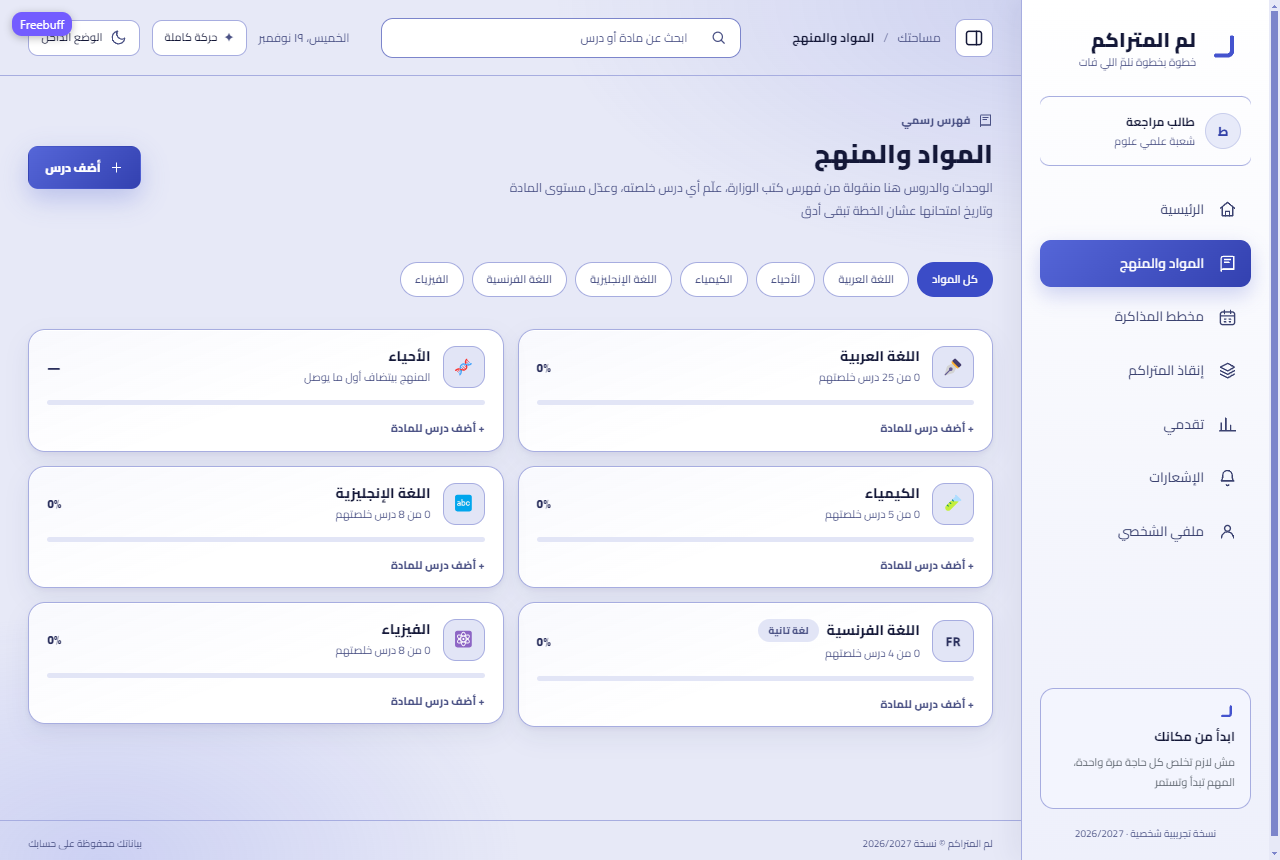 لم المتراكم
خطوة بخطوة نلمّ اللي فات
ط
طالب مراجعة
شعبة علمي علوم
الرئيسية
المواد والمنهج
مخطط المذاكرة
إنقاذ المتراكم
تقدمي
الإشعارات
ملفي الشخصي
ابدأ من مكانك
مش لازم تخلص كل حاجة مرة واحدة،
المهم تبدأ وتستمر
نسخة تجريبية شخصية · 2026/2027
مساحتك / المواد والمنهج
ابحث عن مادة أو درس
الخميس، ١٩ نوفمبر
حركة كاملة
الوضع الداكن
Freebuff
فهرس رسمي
المواد والمنهج
الوحدات والدروس هنا منقولة من فهرس كتب الوزارة، علّم أي درس خلصته، وعدّل مستوى المادة
وتاريخ امتحانها عشان الخطة تبقى أدق
أضف درس
كل المواد
اللغة العربية
الأحياء
الكيمياء
اللغة الإنجليزية
اللغة الفرنسية
الفيزياء
اللغة العربية
0 من 25 درس خلصتهم
0%
+ أضف درس للمادة
الأحياء
المنهج بيتضاف أول ما يوصل
—
+ أضف درس للمادة
الكيمياء
0 من 5 درس خلصتهم
0%
+ أضف درس للمادة
abc
اللغة الإنجليزية
0 من 8 درس خلصتهم
0%
+ أضف درس للمادة
FR
اللغة الفرنسية
لغة تانية
0 من 4 درس خلصتهم
0%
+ أضف درس للمادة
الفيزياء
0 من 8 درس خلصتهم
0%
+ أضف درس للمادة
لم المتراكم © نسخة 2026/2027
بياناتك محفوظة على حسابك